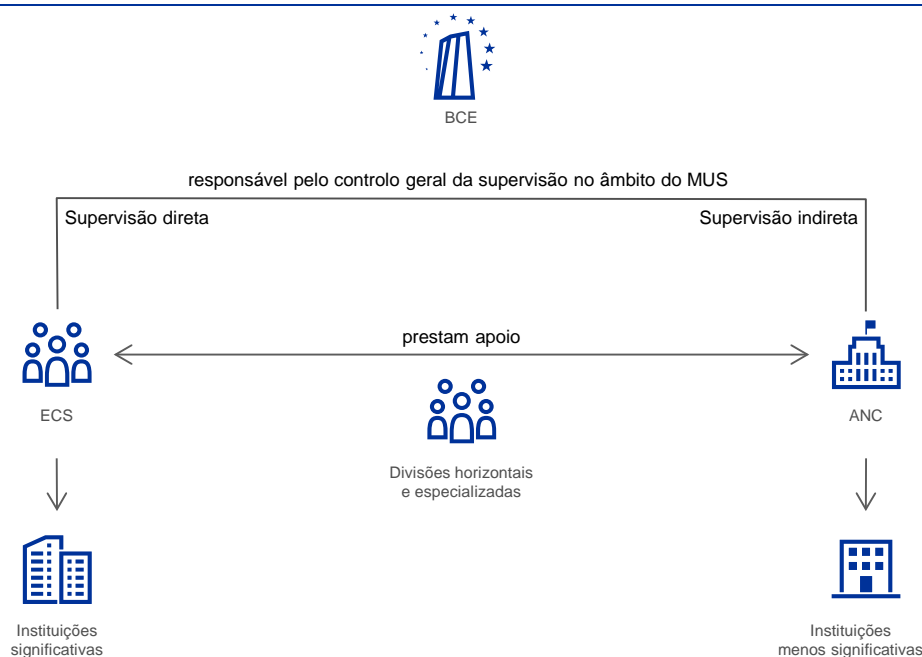 BCE
responsável pelo controlo geral da supervisão no âmbito do MUS
Supervisão direta
Supervisão indireta
prestam apoio
ECS
ANC
Divisões horizontais
e especializadas
Instituições
significativas
Instituições
menos significativas